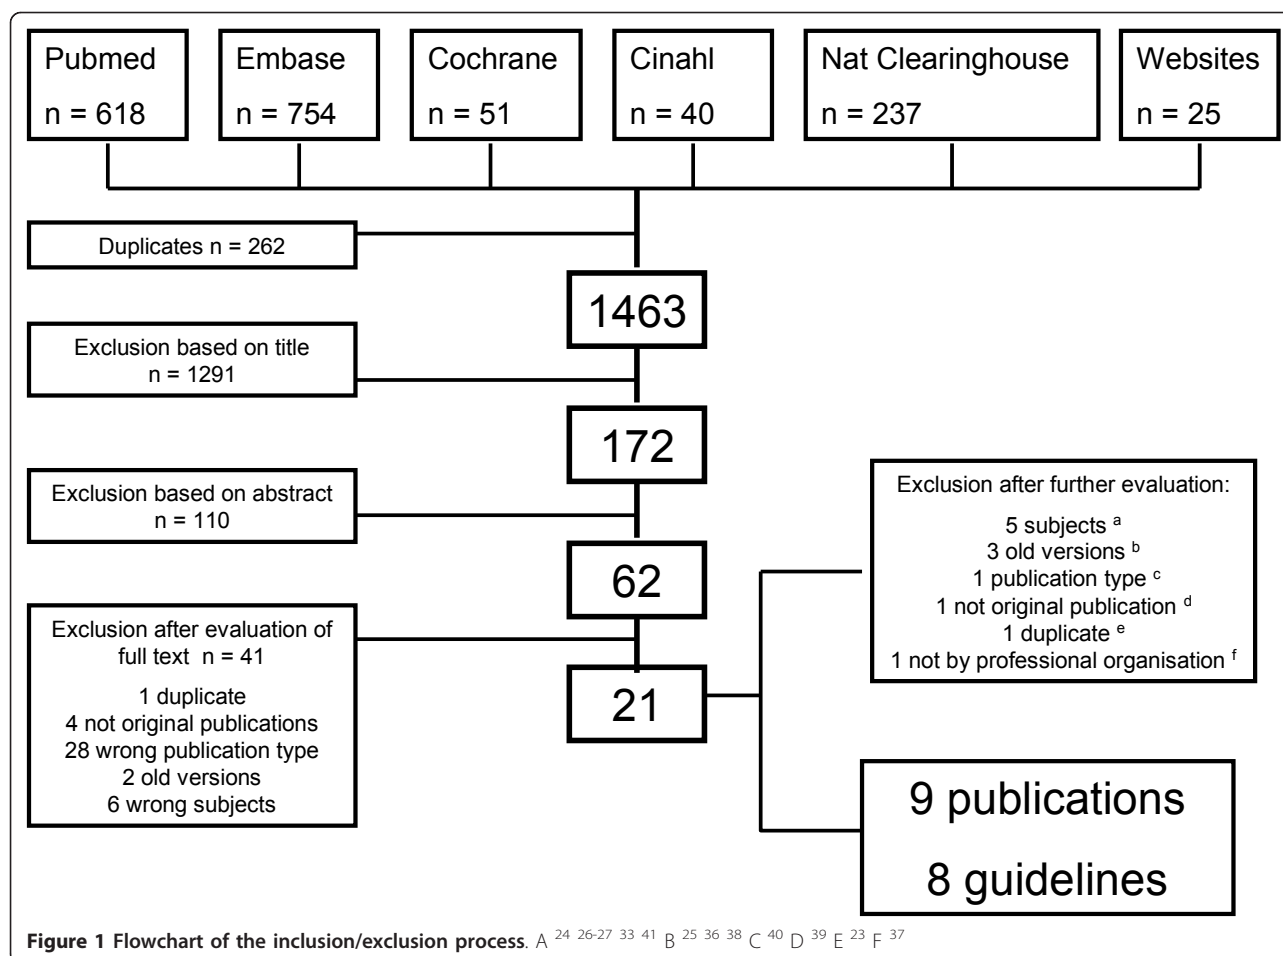 Pubmed
n = 618
Embase
n = 754
Cochrane
n = 51
Cinahl
n = 40
Nat Clearinghouse
n = 237
Websites
n = 25
Duplicates n = 262
1463
Exclusion based on title
n = 1291
172
Exclusion based on abstract
n = 110
62
Exclusion after evaluation of
full text n = 41
1 duplicate
4 not original publications
28 wrong publication type
2 old versions
6 wrong subjects
21
Exclusion after further evaluation:
5 subjects a
3 old versions b
1 publication type c
1 not original publication d
1 duplicate e
1 not by professional organisation f
9 publications
8 guidelines
Figure 1 Flowchart of the inclusion/exclusion process. A 24 26-27 33 41 B 25 36 38 C 40 D 39 E 23 F 37